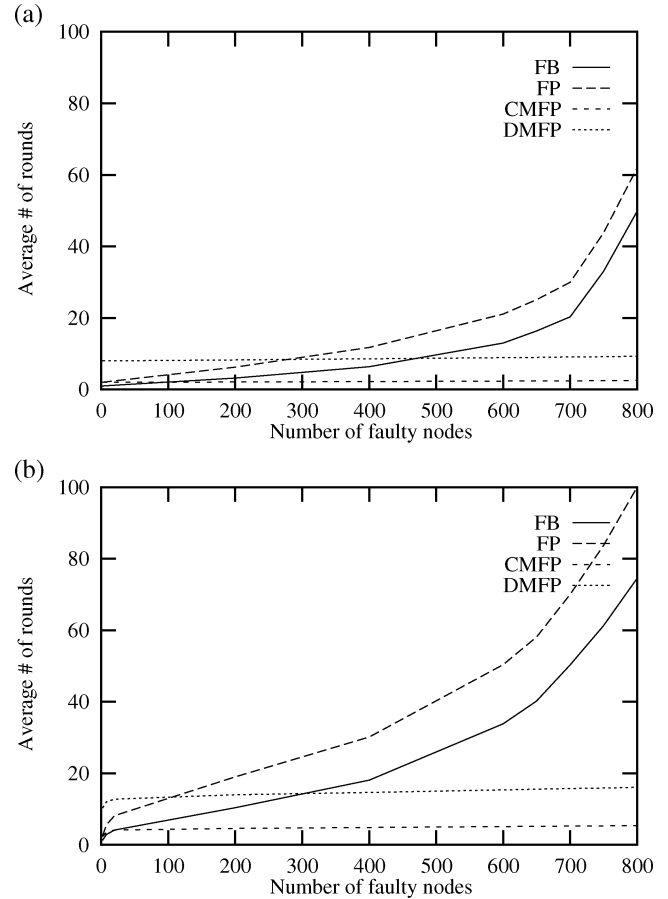 (a)
100
80
60
40
20
0
Average # of rounds
FB
FP
CMFP
DMFP
0 100 200 300 400 500 600 700 800
Number of faulty nodes
(b)
100
80
60
40
20
0
Average # of rounds
FB
FP
CMFP
DMFP
0 100 200 300 400 500 600 700 800
Number of faulty nodes